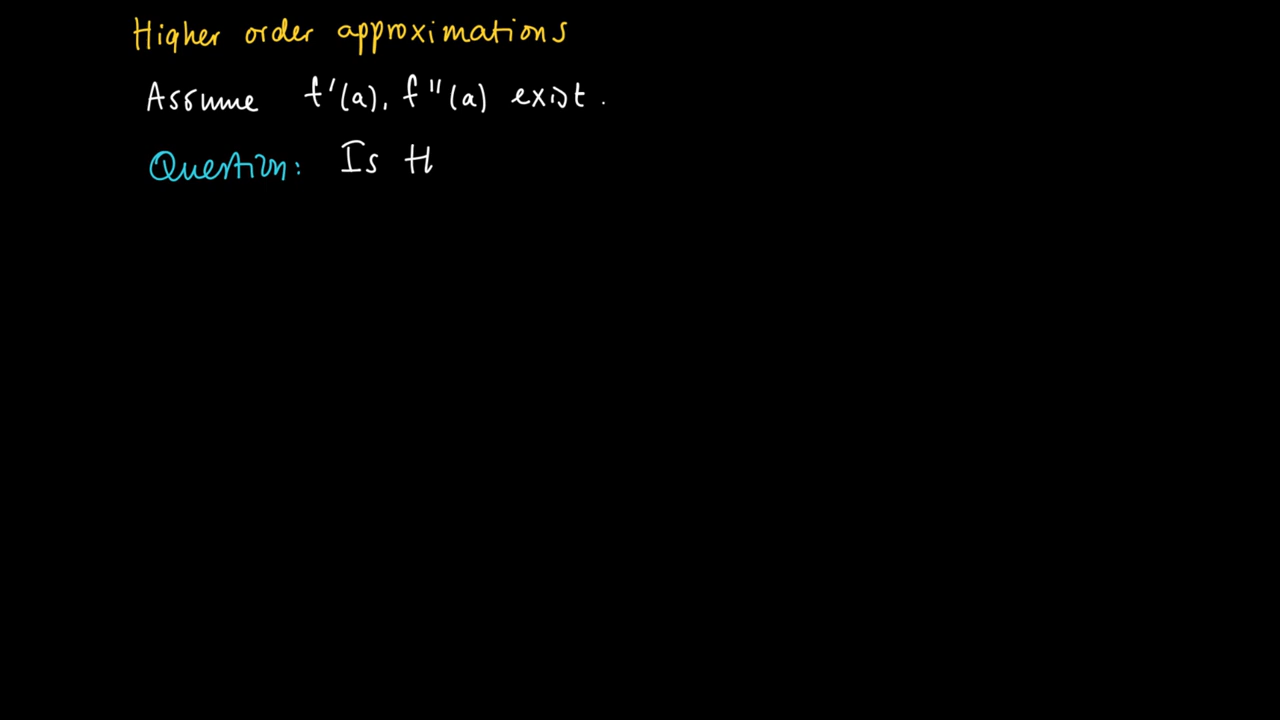 Higher order approximations
Assume f'(a), f''(a) exist.
Question: Is